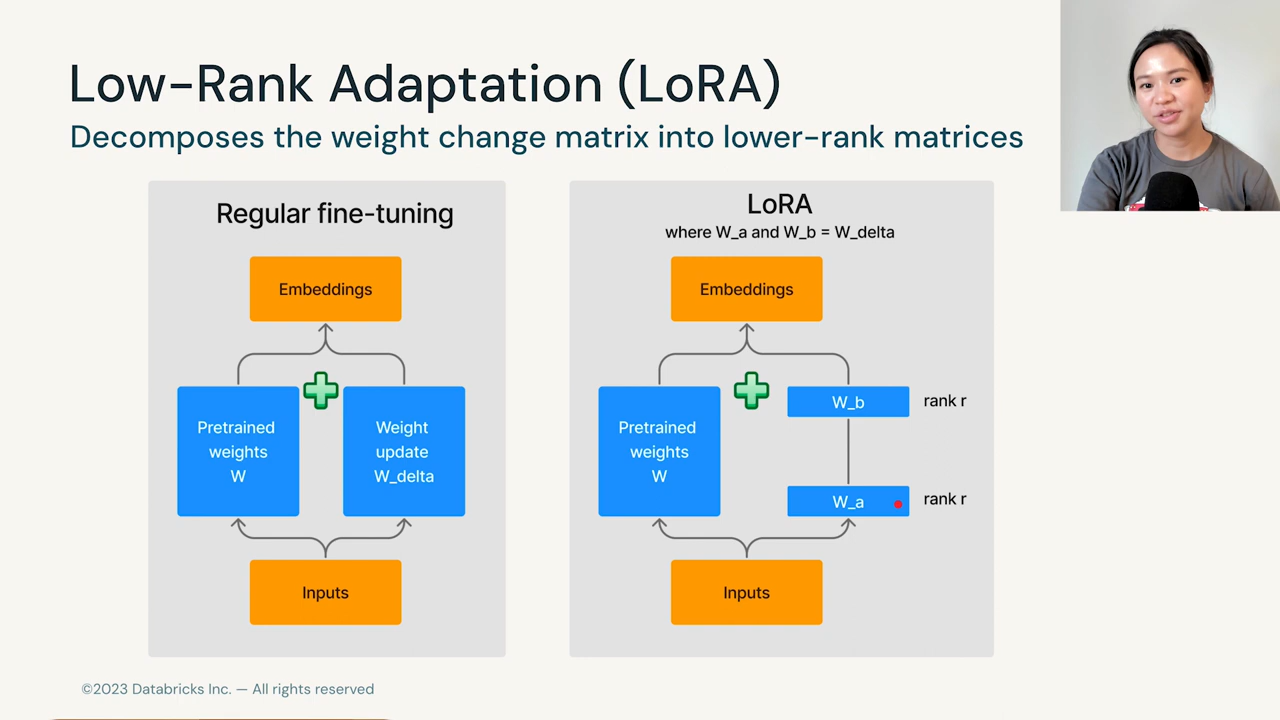 Low-Rank Adaptation (LoRA)
Decomposes the weight change matrix into lower-rank matrices
Regular fine-tuning
Embeddings
Pretrained
weights
W
Weight
update
W_delta
Inputs
LoRA
where W_a and W_b = W_delta
Embeddings
Pretrained
weights
W
W_b
rank r
W_a
rank r
Inputs
©2023 Databricks Inc. — All rights reserved